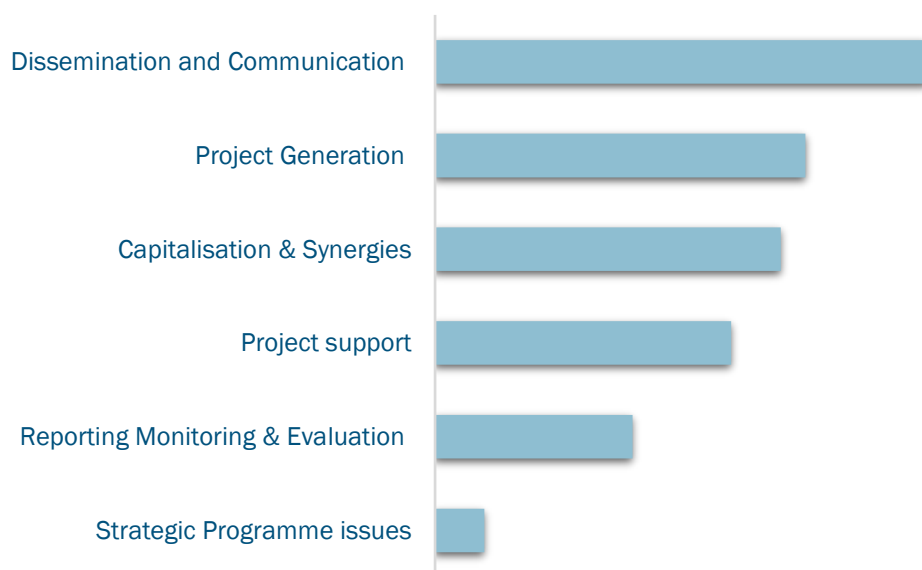 Dissemination and Communication
Project Generation
Capitalisation & Synergies
Project support
Reporting Monitoring & Evaluation
Strategic Programme issues